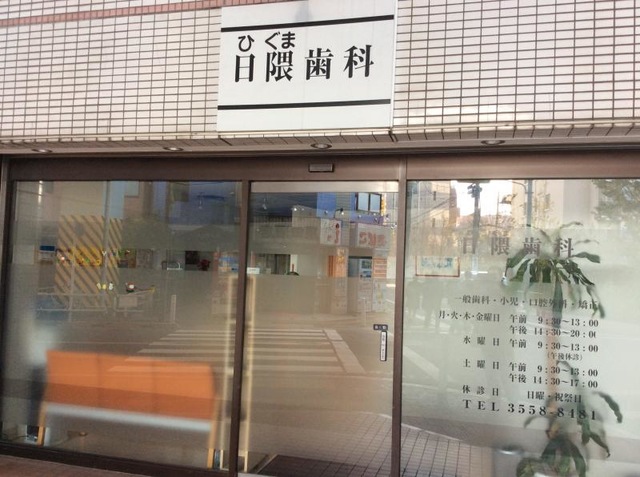 ひぐま
日隈歯科
日隈歯科
一般歯科・小児・口腔外科・矯正
月・火・木・金曜日 午前 9:30〜13:00
午後 14:30〜20:00
水曜日 午前 9:30〜13:00
(午後休診)
土曜日 午前 9:30〜13:00
午後 14:30〜17:00
休診日 日曜・祝祭日
TEL 3558-8481